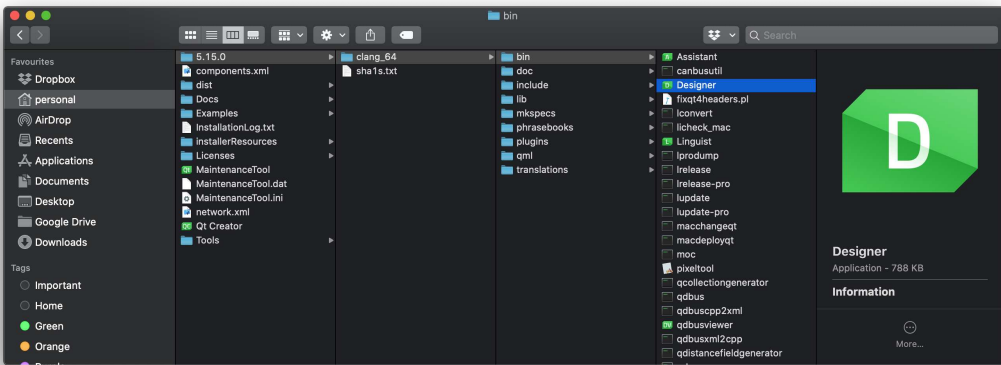 bin
Search
Favourites
Dropbox
personal
AirDrop
Recents
Applications
Documents
Desktop
Google Drive
Downloads
Tags
Important
Home
Green
Orange
5.15.0
components.xml
dist
Docs
Examples
InstallationLog.txt
installerResources
Licenses
MaintenanceTool
MaintenanceTool.dat
MaintenanceTool.ini
network.xml
Qt Creator
Tools
clang_64
sha1s.txt
bin
doc
include
lib
mkspecs
phrasebooks
plugins
qml
translations
Assistant
canbusutil
Designer
fixqt4headers.pl
lconvert
licheck_mac
Linguist
lprodump
lrelease
lrelease-pro
lupdate
lupdate-pro
macchangeqt
macdeployqt
moc
pixeltool
qcollectiongenerator
qdbus
qdbuscpp2xml
qdbusviewer
qdbusxml2cpp
qdistancefieldgenerator
D
Designer
Application - 788 KB
Information
More...